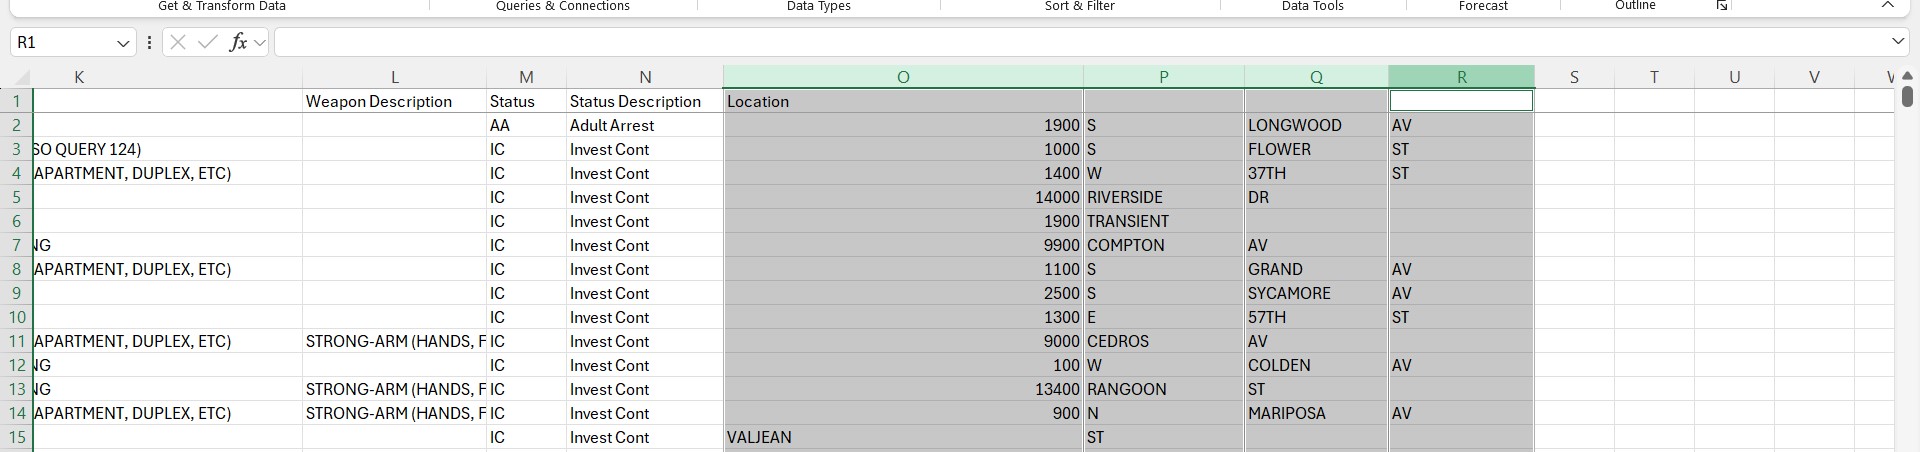 Get & Transform Data Queries & Connections Data Types Sort & Filter Data Tools Forecast Outline
R1 fx
K L M N O P Q R S T U V
1 Weapon Description Status Status Description Location
2 AA Adult Arrest 1900 S LONGWOOD AV
3 SO QUERY 124) IC Invest Cont 1000 S FLOWER ST
4 APARTMENT, DUPLEX, ETC) IC Invest Cont 1400 W 37TH ST
5 IC Invest Cont 14000 RIVERSIDE DR
6 IC Invest Cont 1900 TRANSIENT
7 NG IC Invest Cont 9900 COMPTON AV
8 APARTMENT, DUPLEX, ETC) IC Invest Cont 1100 S GRAND AV
9 IC Invest Cont 2500 S SYCAMORE AV
10 IC Invest Cont 1300 E 57TH ST
11 APARTMENT, DUPLEX, ETC) STRONG-ARM (HANDS, F IC Invest Cont 9000 CEDROS AV
12 NG IC Invest Cont 100 W COLDEN AV
13 NG STRONG-ARM (HANDS, F IC Invest Cont 13400 RANGOON ST
14 APARTMENT, DUPLEX, ETC) STRONG-ARM (HANDS, F IC Invest Cont 900 N MARIPOSA AV
15 IC Invest Cont VALJEAN ST